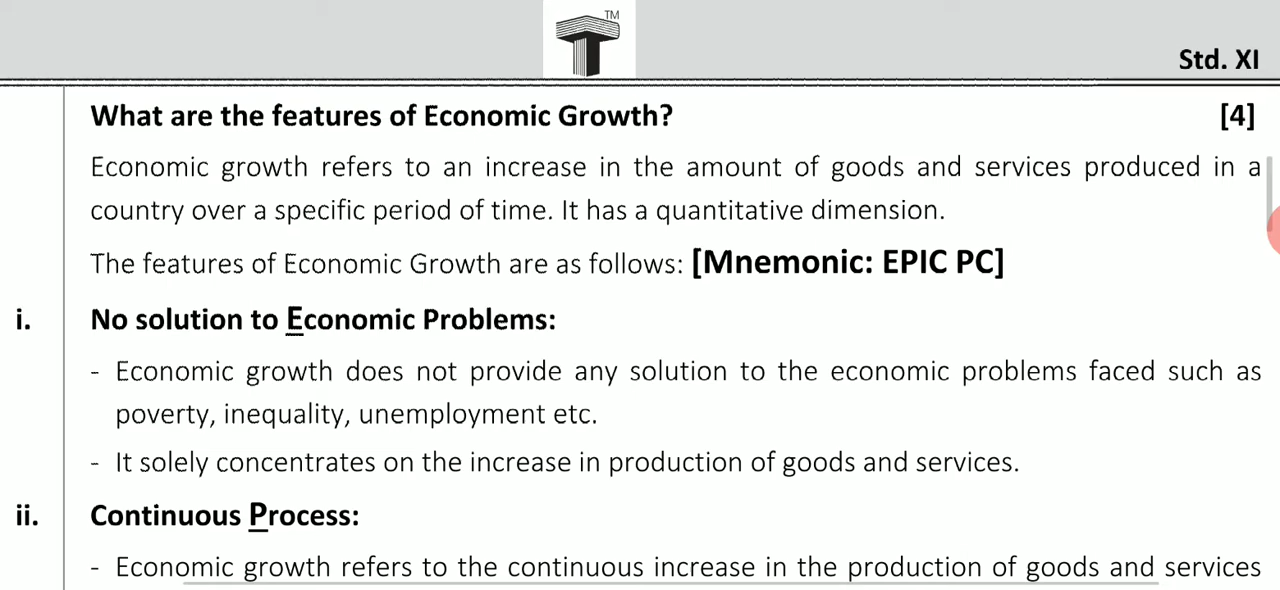 TM
Std. XI
What are the features of Economic Growth? [4]
Economic growth refers to an increase in the amount of goods and services produced in a
country over a specific period of time. It has a quantitative dimension.
The features of Economic Growth are as follows: [Mnemonic: EPIC PC]
i. No solution to Economic Problems:
- Economic growth does not provide any solution to the economic problems faced such as
poverty, inequality, unemployment etc.
- It solely concentrates on the increase in production of goods and services.
ii. Continuous Process:
- Economic growth refers to the continuous increase in the production of goods and services